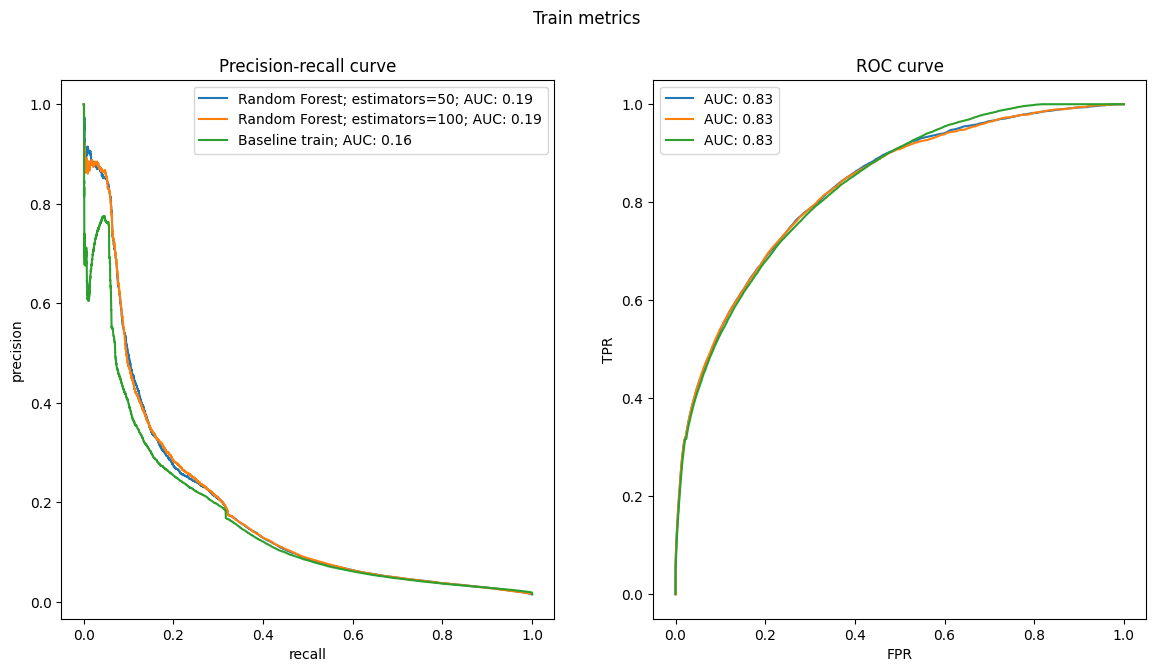 Train metrics
Precision-recall curve
Random Forest; estimators=50; AUC: 0.19
Random Forest; estimators=100; AUC: 0.19
Baseline train; AUC: 0.16
1.0
0.8
0.6
0.4
0.2
0.0
precision
0.0 0.2 0.4 0.6 0.8 1.0
recall
ROC curve
AUC: 0.83
AUC: 0.83
AUC: 0.83
1.0
0.8
0.6
0.4
0.2
0.0
TPR
0.0 0.2 0.4 0.6 0.8 1.0
FPR